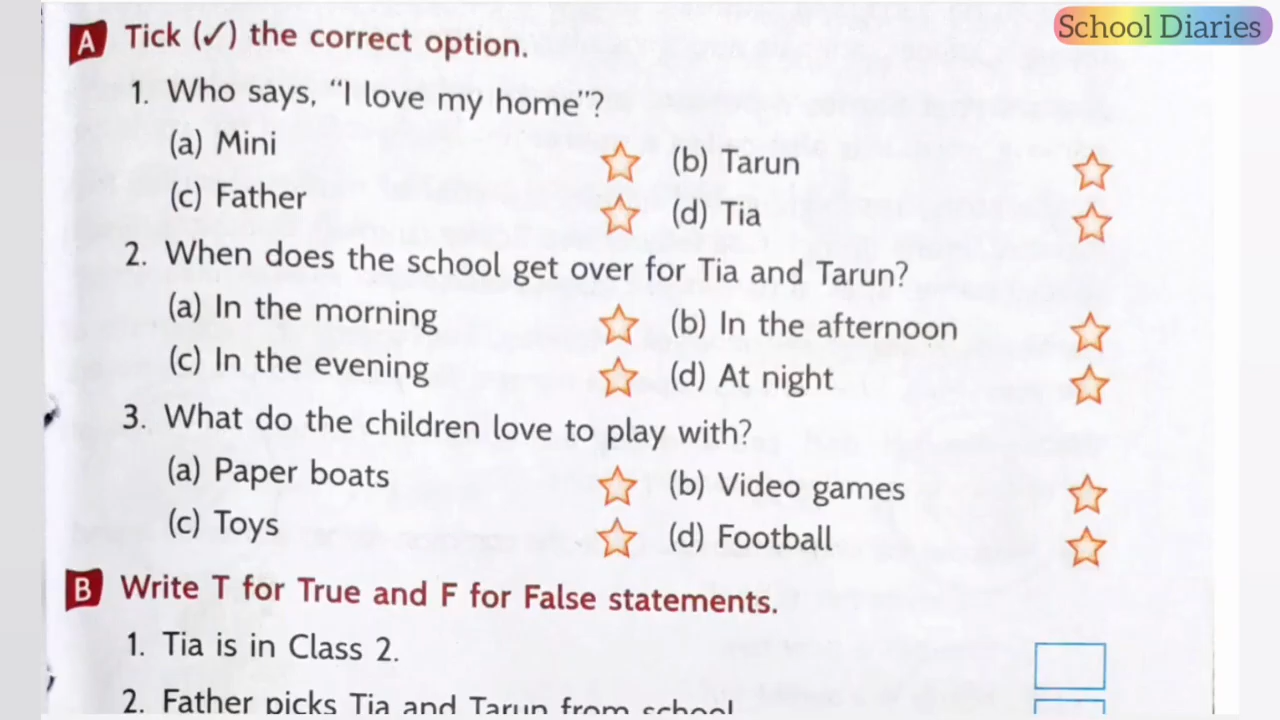 School Diaries
A Tick (✓) the correct option.
1. Who says, “I love my home”?
(a) Mini (b) Tarun
(c) Father (d) Tia
2. When does the school get over for Tia and Tarun?
(a) In the morning (b) In the afternoon
(c) In the evening (d) At night
3. What do the children love to play with?
(a) Paper boats (b) Video games
(c) Toys (d) Football
B Write T for True and F for False statements.
1. Tia is in Class 2.
2. Father picks Tia and Tarun from school.